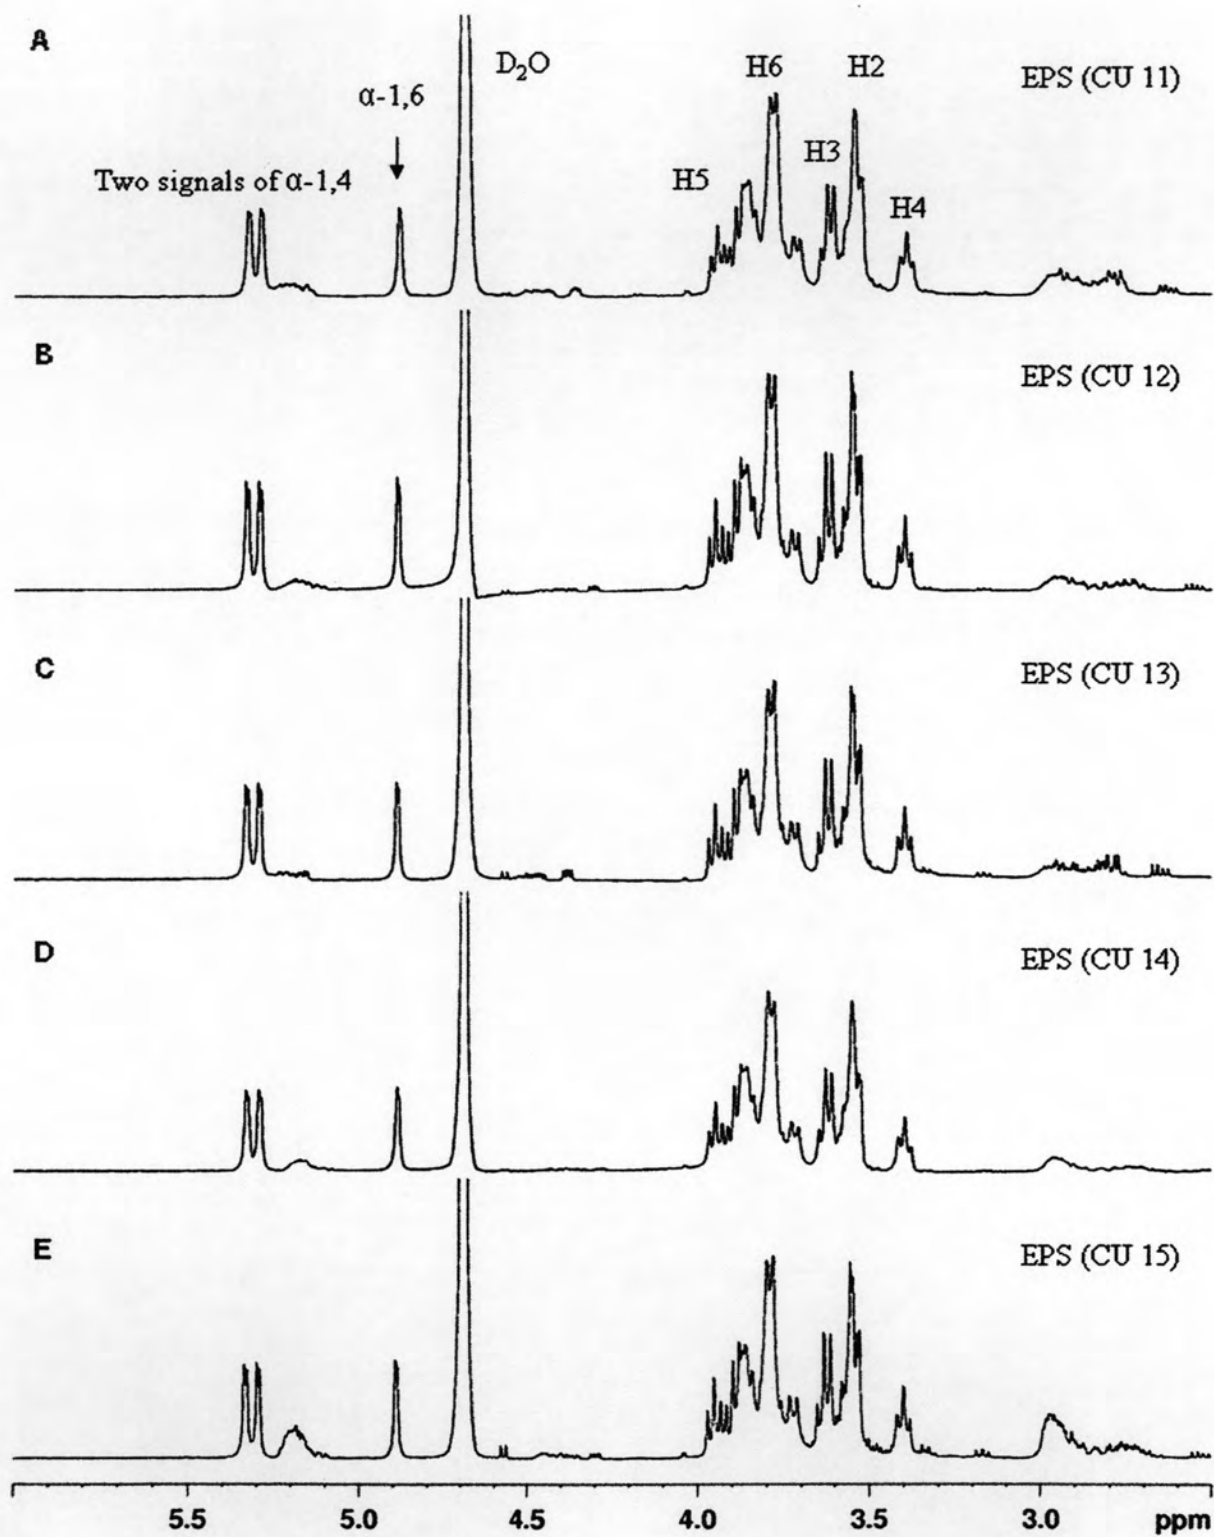 A
D₂O
H6
H2
EPS (CU 11)
α-1,6
H3
Two signals of α-1,4
H5
H4
B
EPS (CU 12)
C
EPS (CU 13)
D
EPS (CU 14)
E
EPS (CU 15)
5.5 5.0 4.5 4.0 3.5 3.0 ppm